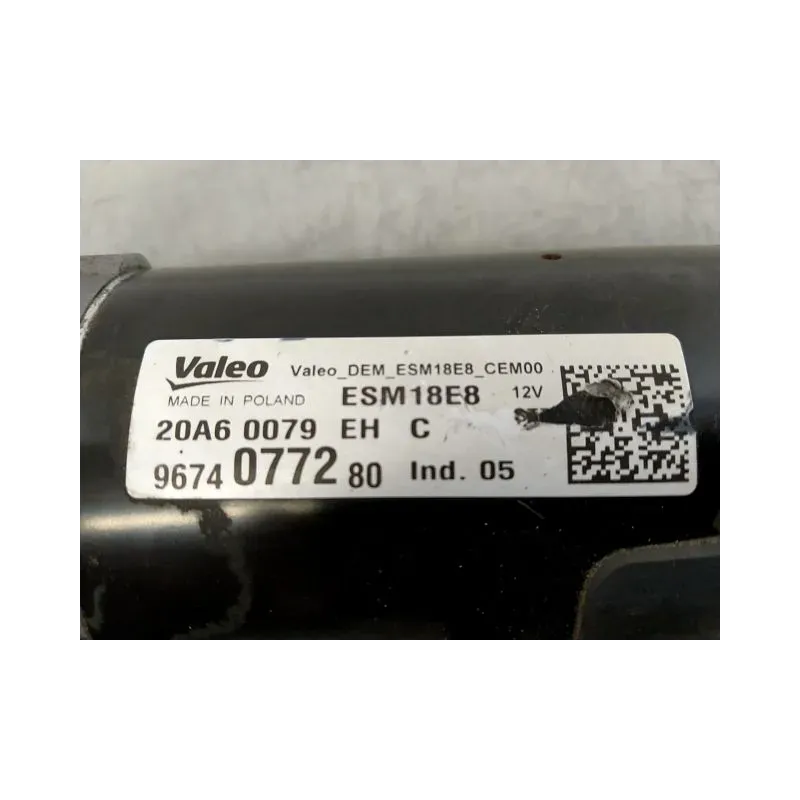 Valeo Valeo_DEM_ESM18E8_CEM00
MADE IN POLAND ESM18E8 12V
20A6 0079 EH C
9674 0772 80 Ind. 05